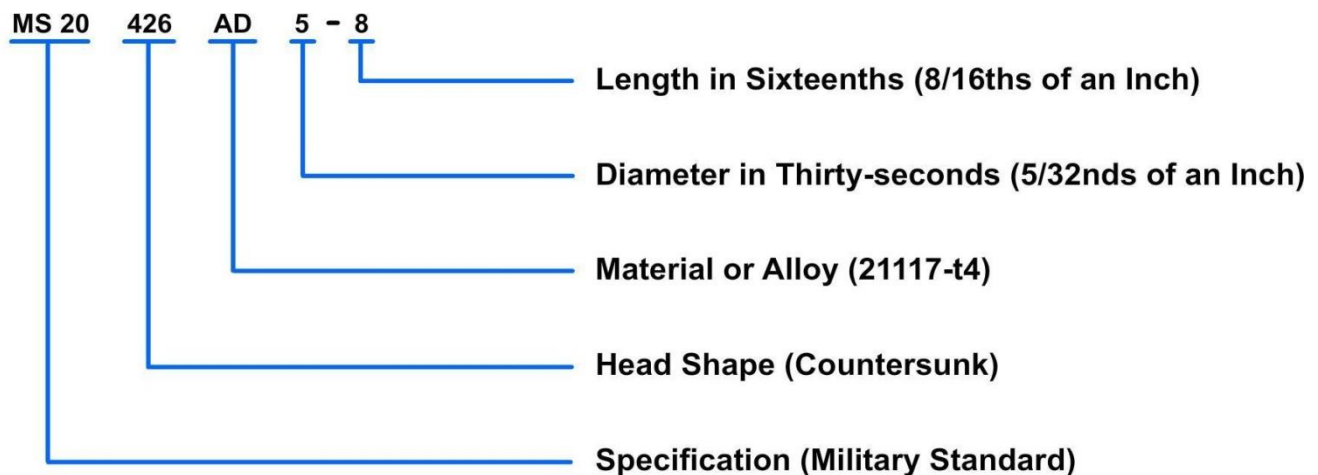 MS 20 426 AD 5 - 8
Length in Sixteenths (8/16ths of an Inch)
Diameter in Thirty-seconds (5/32nds of an Inch)
Material or Alloy (21117-t4)
Head Shape (Countersunk)
Specification (Military Standard)